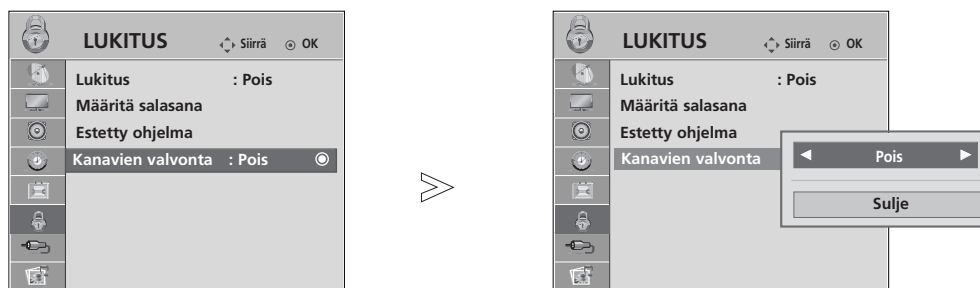 LUKITUS Siirrä OK
Lukitus : Pois
Määritä salasana
Estetty ohjelma
Kanavien valvonta : Pois
LUKITUS Siirrä OK
Lukitus : Pois
Määritä salasana
Estetty ohjelma
Kanavien valvonta
Pois
Sulje